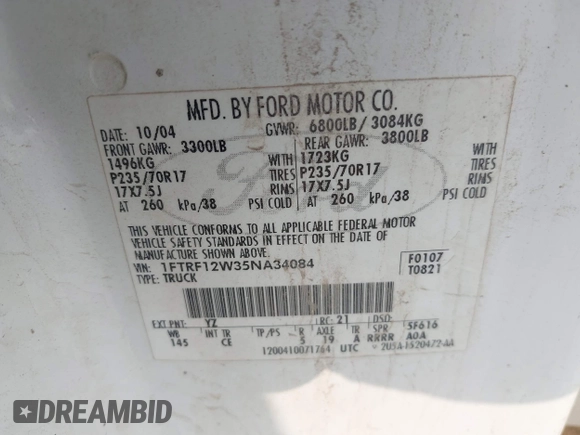 MFD. BY FORD MOTOR CO.
DATE: 10/04 GVWR: 6800LB / 3084KG
FRONT GAWR: 3300LB REAR GAWR: 3800LB
1496KG WITH 1723KG WITH
P235/70R17 TIRES P235/70R17 TIRES
17X7.5J RIMS 17X7.5J RIMS
AT 260 kPa/38 PSI COLD AT 260 kPa/38 PSI COLD
Ford
THIS VEHICLE CONFORMS TO ALL APPLICABLE FEDERAL MOTOR
VEHICLE SAFETY STANDARDS IN EFFECT ON THE DATE OF
MANUFACTURE SHOWN ABOVE.
VIN: 1FTRF12W35NA34084 F0107
TYPE: TRUCK T0821
EXT PNT: YZ RC: 21 DSO:
WB INT TR TP/PS R AXLE TR SPR 5F616
145 CE 5 19 A RRRR A0A
1200410071764 UTC
DREAMBID